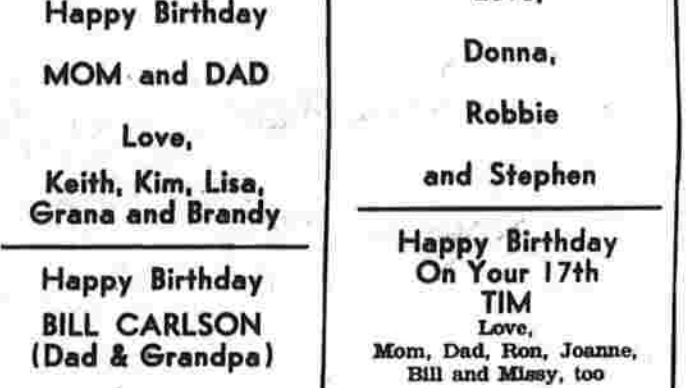 Happy Birthday
MOM and DAD
Love,
Keith, Kim, Lisa,
Grana and Brandy
Happy Birthday
BILL CARLSON
(Dad & Grandpa)
Love,
Donna,
Robbie
and Stephen
Happy Birthday
On Your 17th
TIM
Love,
Mom, Dad, Ron, Joanne,
Bill and Missy, too